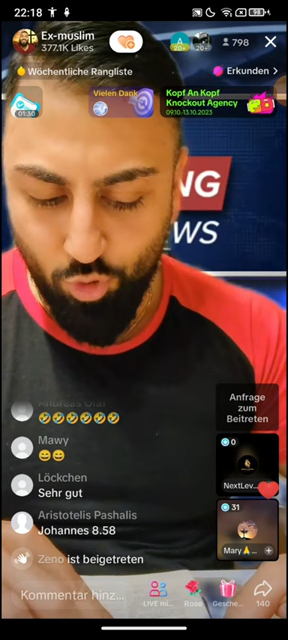 22:18
98
Ex-muslim
377.1K Likes
20+
20+
798
Wöchentliche Rangliste
Erkunden >
01:30
Vielen Dank
Kopf An Kopf
Knockout Agency
09.10.-13.10.2023
NG
WS
Anfrage
zum
Beitreten
Mawy
😄😄
Löckchen
Sehr gut
Aristotelis Pashalis
Johannes 8.58
Zeno ist beigetreten
0
NextLev...
31
Mary🙏...
Kommentar hinz...
LIVE mi...
Rose
Gesche...
140